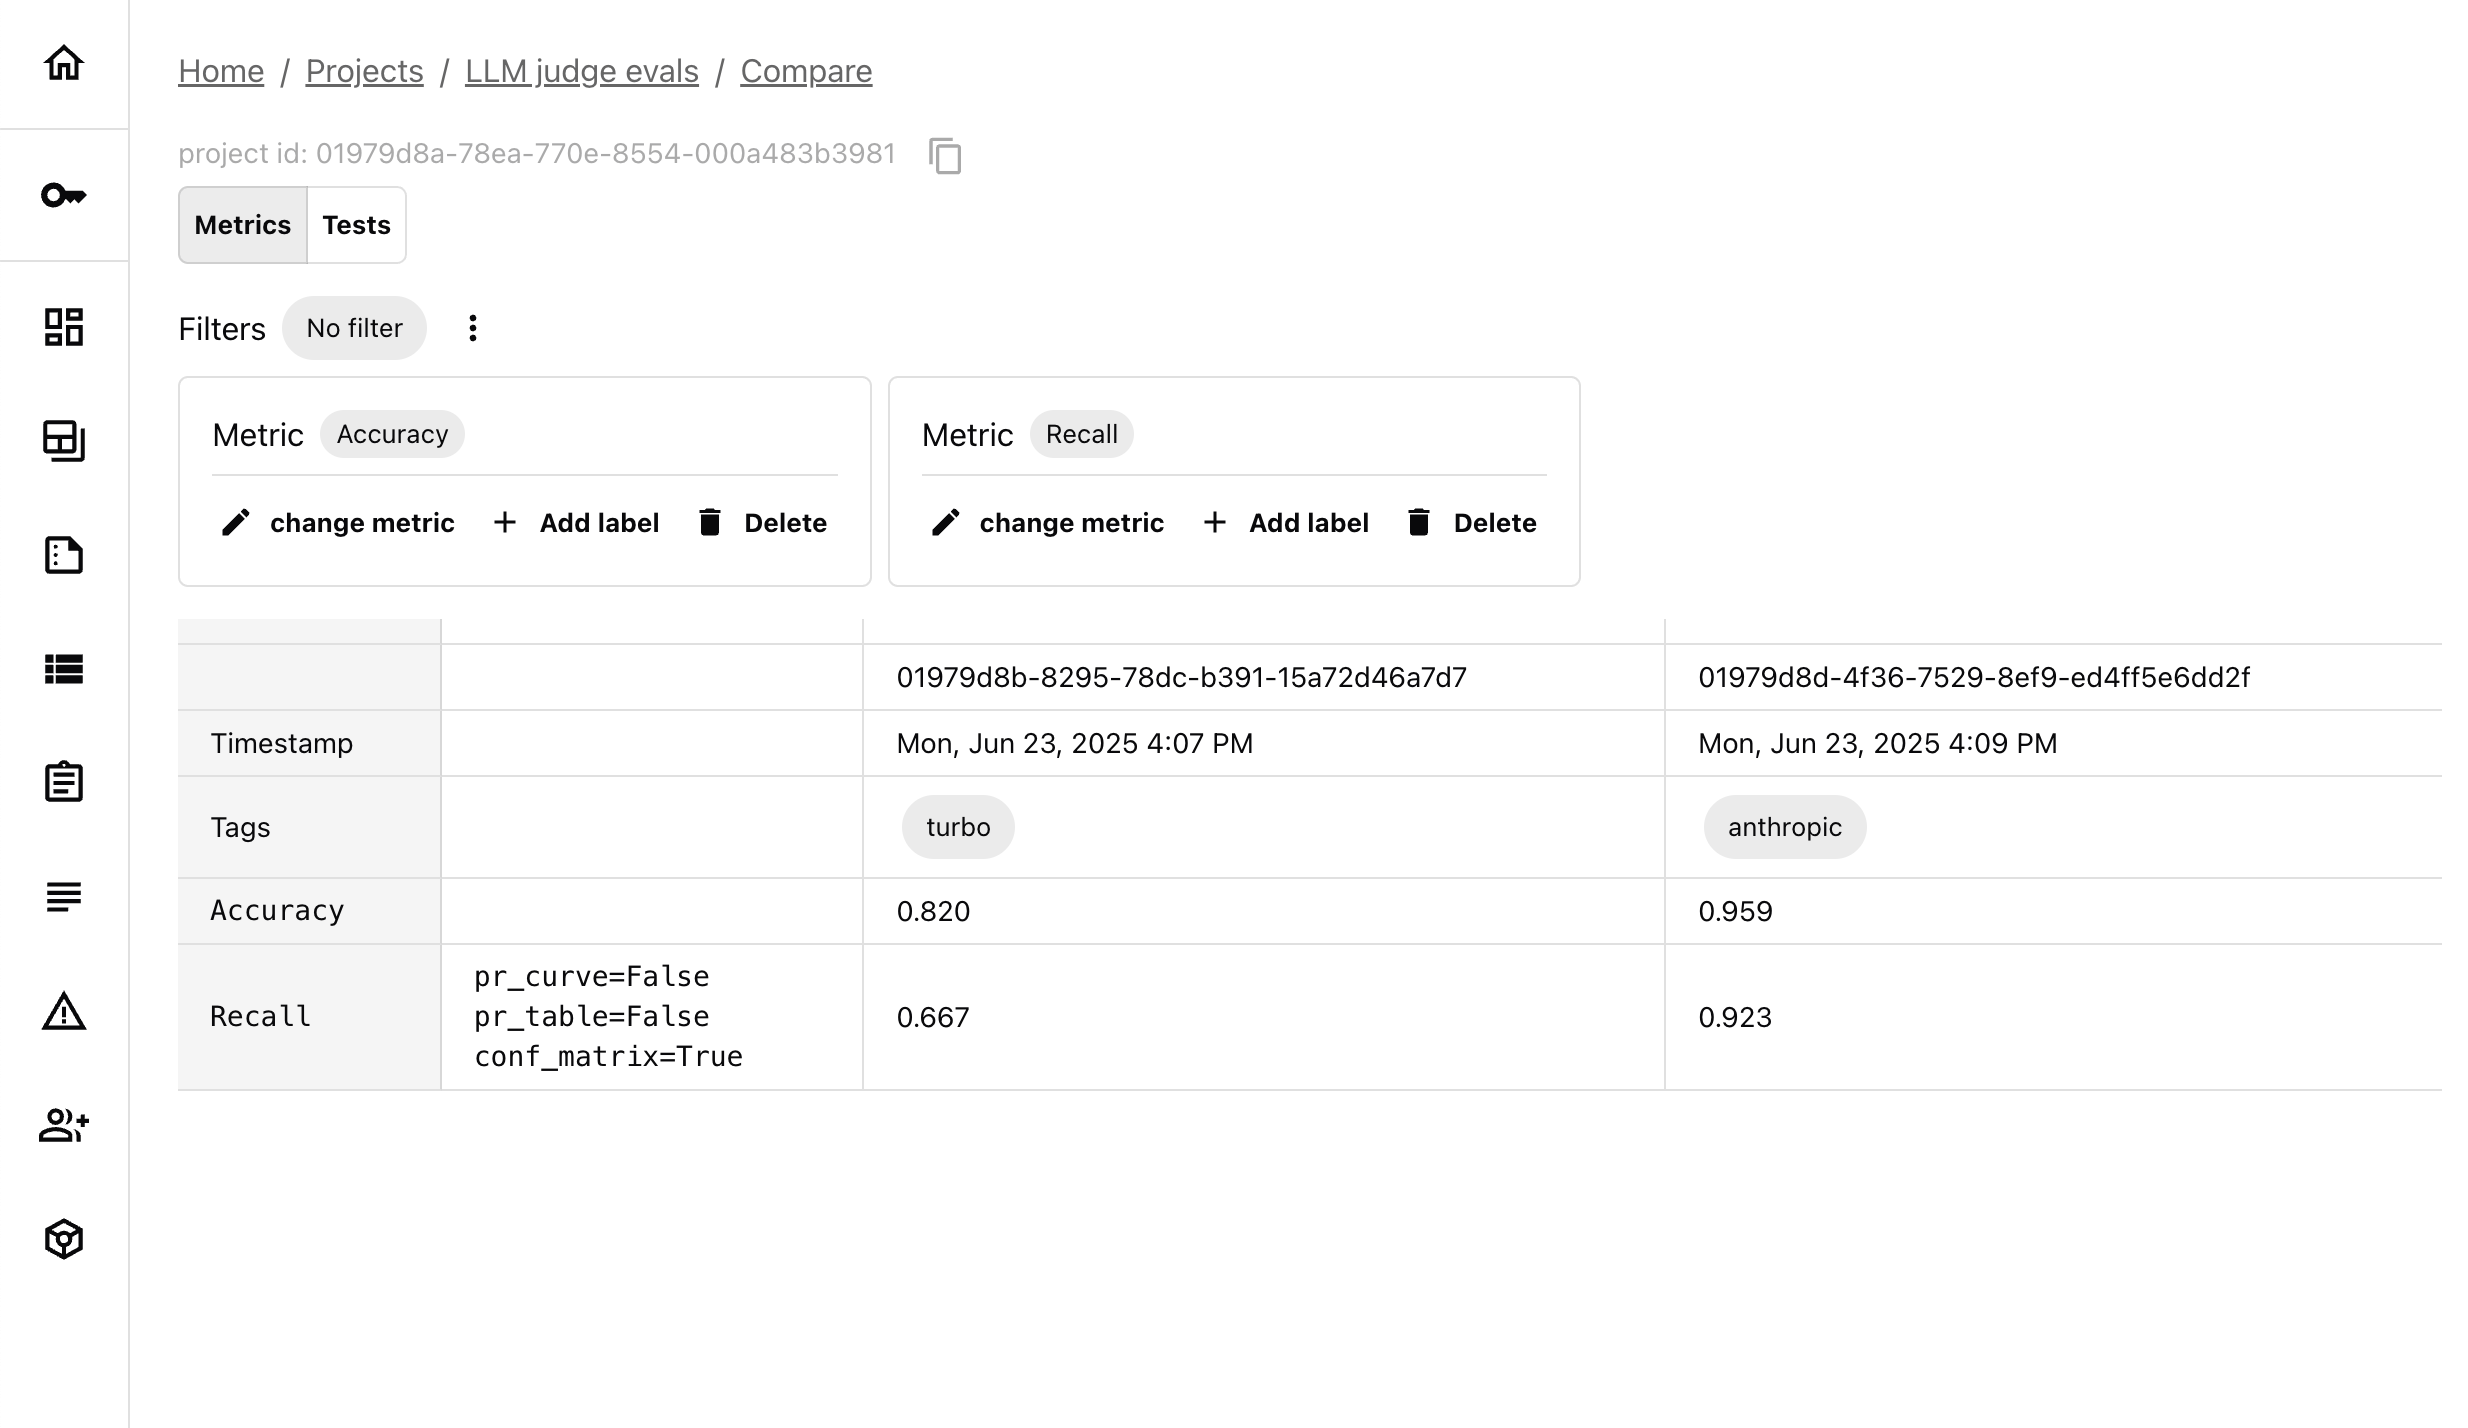 Home / Projects / LLM judge evals / Compare
project id: 01979d8a-78ea-770e-8554-000a483b3981
Metrics Tests
Filters No filter
Metric Accuracy
change metric Add label Delete
Metric Recall
change metric Add label Delete
01979d8b-8295-78dc-b391-15a72d46a7d7 01979d8d-4f36-7529-8ef9-ed4ff5e6dd2f
Timestamp Mon, Jun 23, 2025 4:07 PM Mon, Jun 23, 2025 4:09 PM
Tags turbo anthropic
Accuracy 0.820 0.959
Recall pr_curve=False
pr_table=False
conf_matrix=True 0.667 0.923